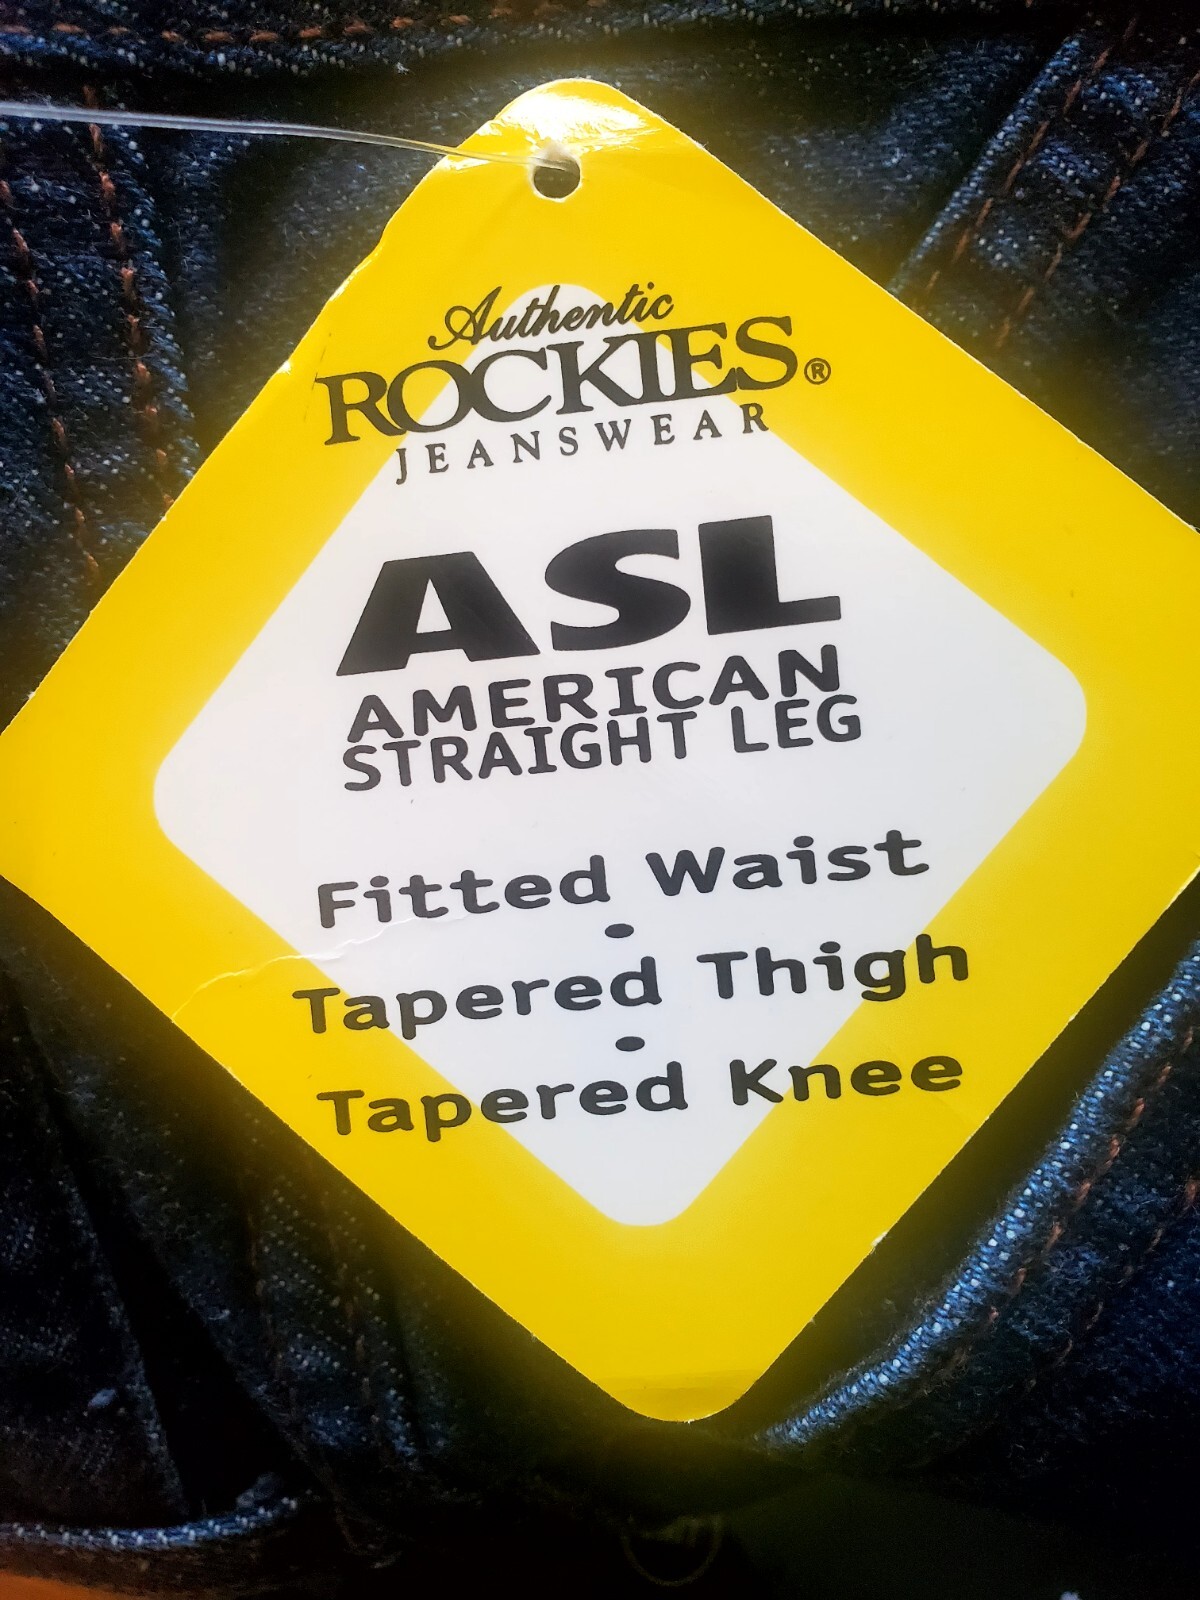 Authentic
ROCKIES®
JEANSWEAR
ASL
AMERICAN
STRAIGHT LEG
Fitted Waist
•
Tapered Thigh
•
Tapered Knee